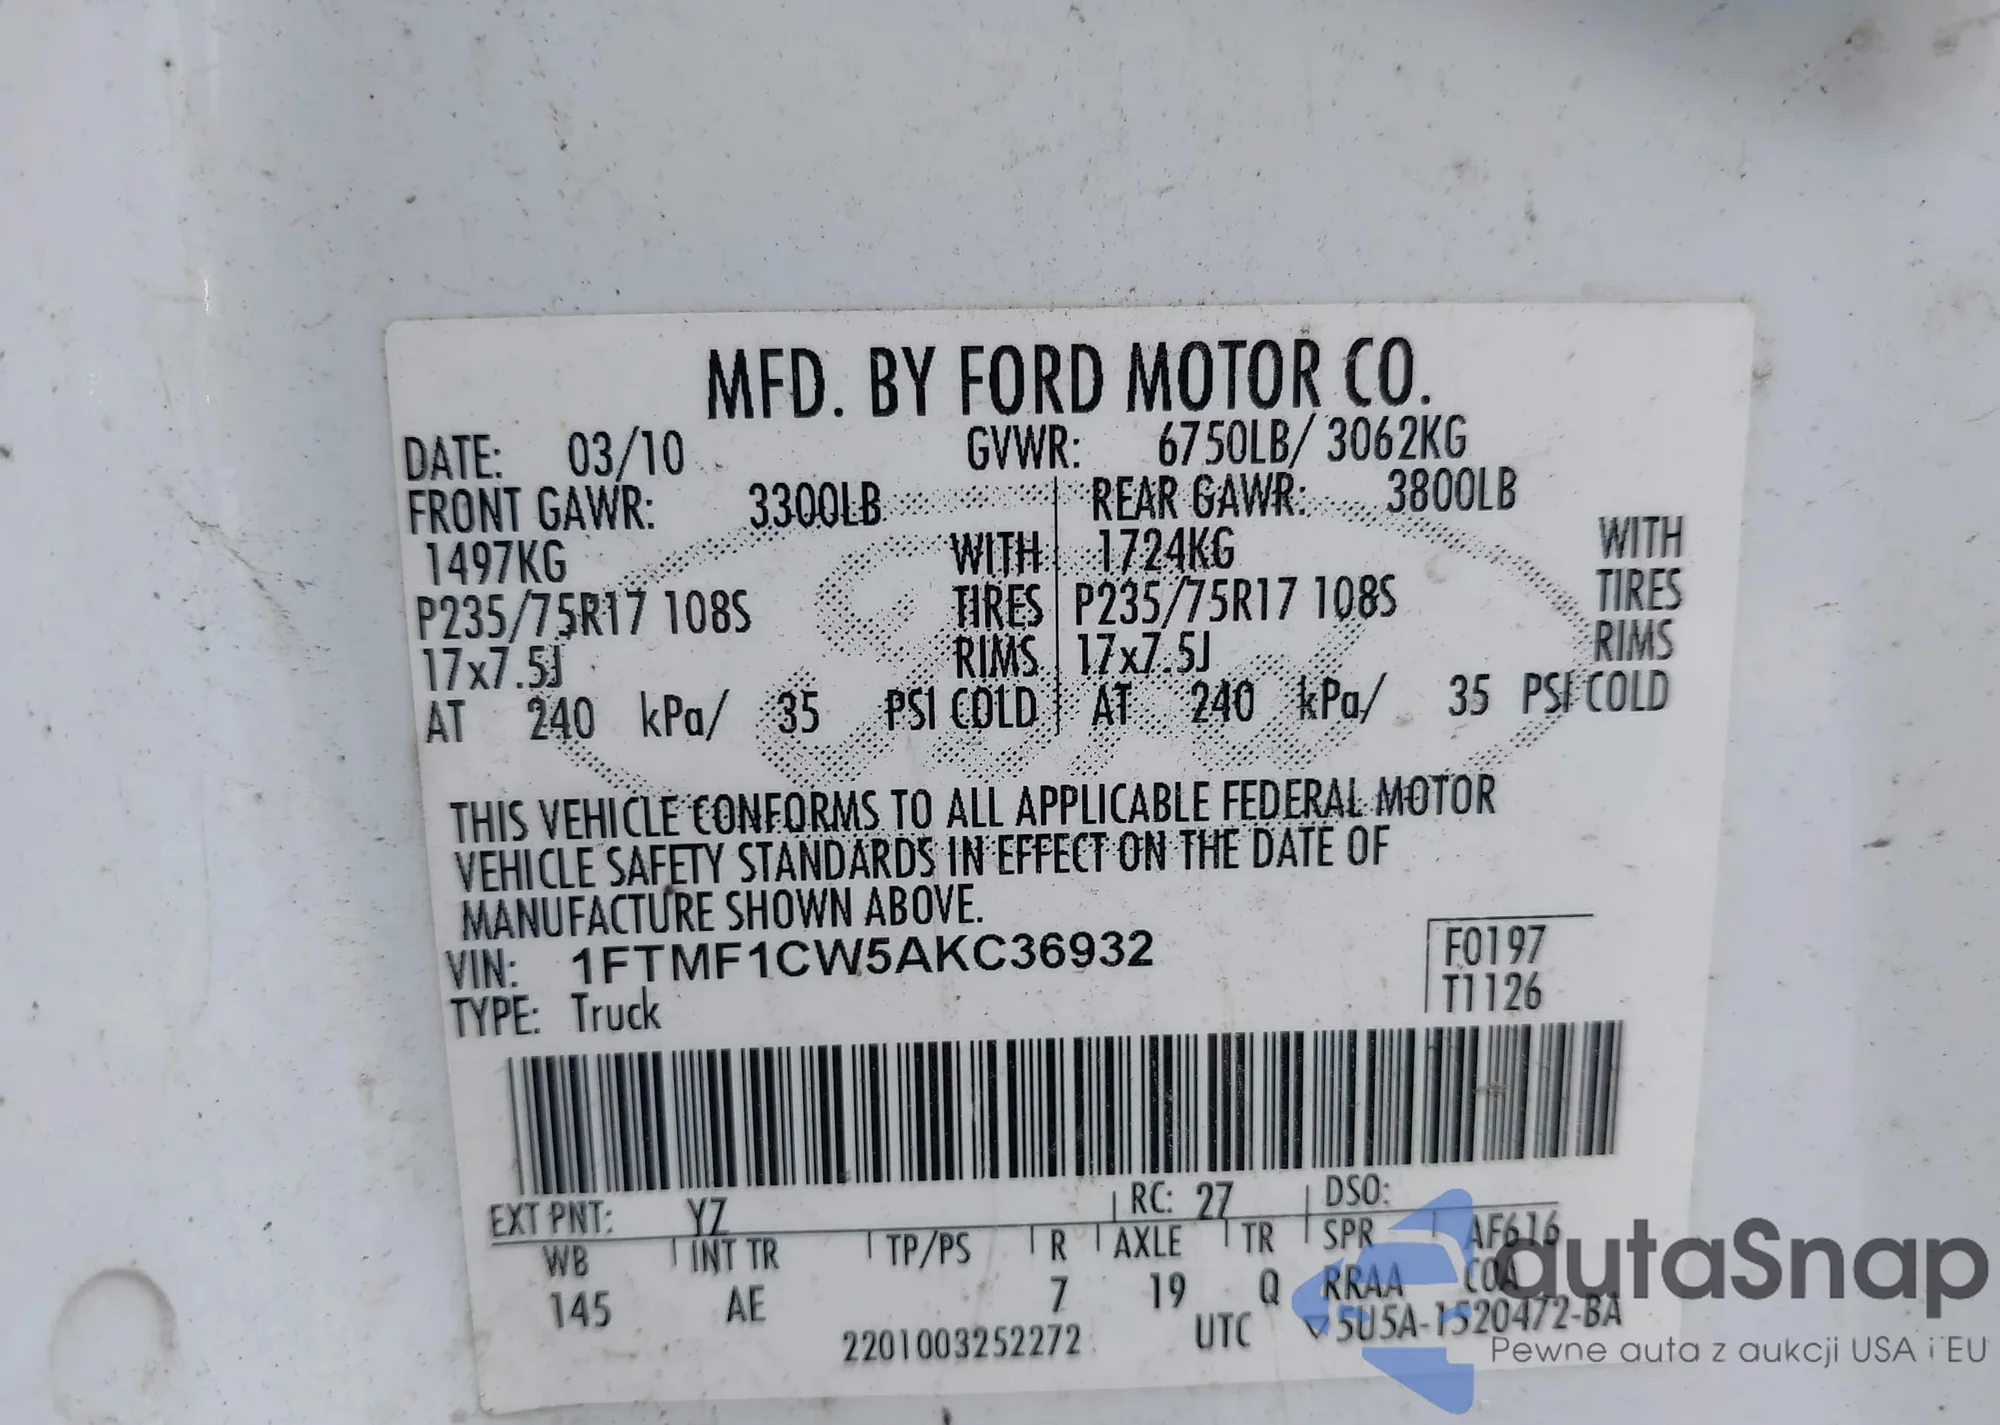 MFD. BY FORD MOTOR CO.
DATE: 03/10 GVWR: 6750LB/ 3062KG
FRONT GAWR: 3300LB REAR GAWR: 3800LB
1497KG WITH 1724KG WITH
P235/75R17 108S TIRES P235/75R17 108S TIRES
17x7.5J RIMS 17x7.5J RIMS
AT 240 kPa/ 35 PSI COLD AT 240 kPa/ 35 PSI COLD
THIS VEHICLE CONFORMS TO ALL APPLICABLE FEDERAL MOTOR
VEHICLE SAFETY STANDARDS IN EFFECT ON THE DATE OF
MANUFACTURE SHOWN ABOVE.
VIN: 1FTMF1CW5AKC36932 F0197
TYPE: Truck T1126
EXT PNT: YZ RC: 27 DSO:
WB INT TR TP/PS R AXLE TR SPR AF616
145 AE 7 19 Q RRAA C0A
2201003252272 UTC 5U5A-1520472-BA
autaSnap
Pewne auta z aukcji USA i EU